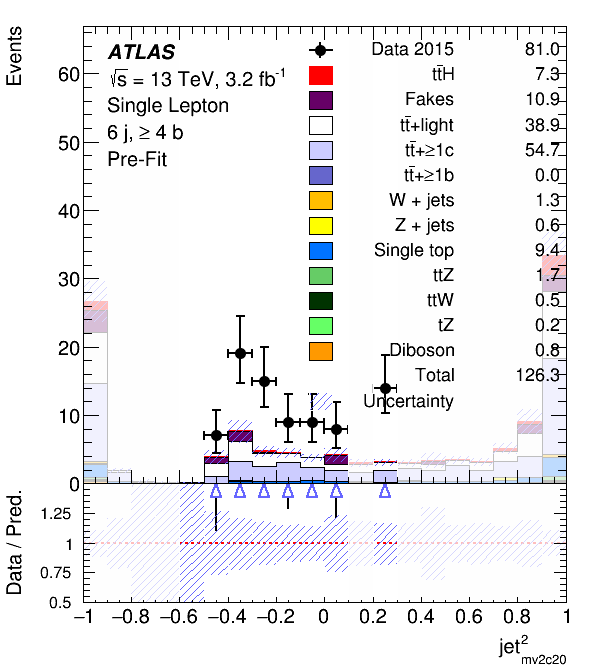 Events
60
50
40
30
20
10
0
ATLAS
√s = 13 TeV, 3.2 fb-1
Single Lepton
6 j, ≥ 4 b
Pre-Fit
Data 2015 81.0
tt̄H 7.3
Fakes 10.9
tt̄+light 38.9
tt̄+≥1c 54.7
tt̄+≥1b 0.0
W + jets 1.3
Z + jets 0.6
Single top 9.4
ttZ 1.7
ttW 0.5
tZ 0.2
Diboson 0.8
Total 126.3
Uncertainty
Data / Pred.
1.25
1
0.75
0.5
−1 −0.8 −0.6 −0.4 −0.2 0 0.2 0.4 0.6 0.8 1
jet2mv2c20